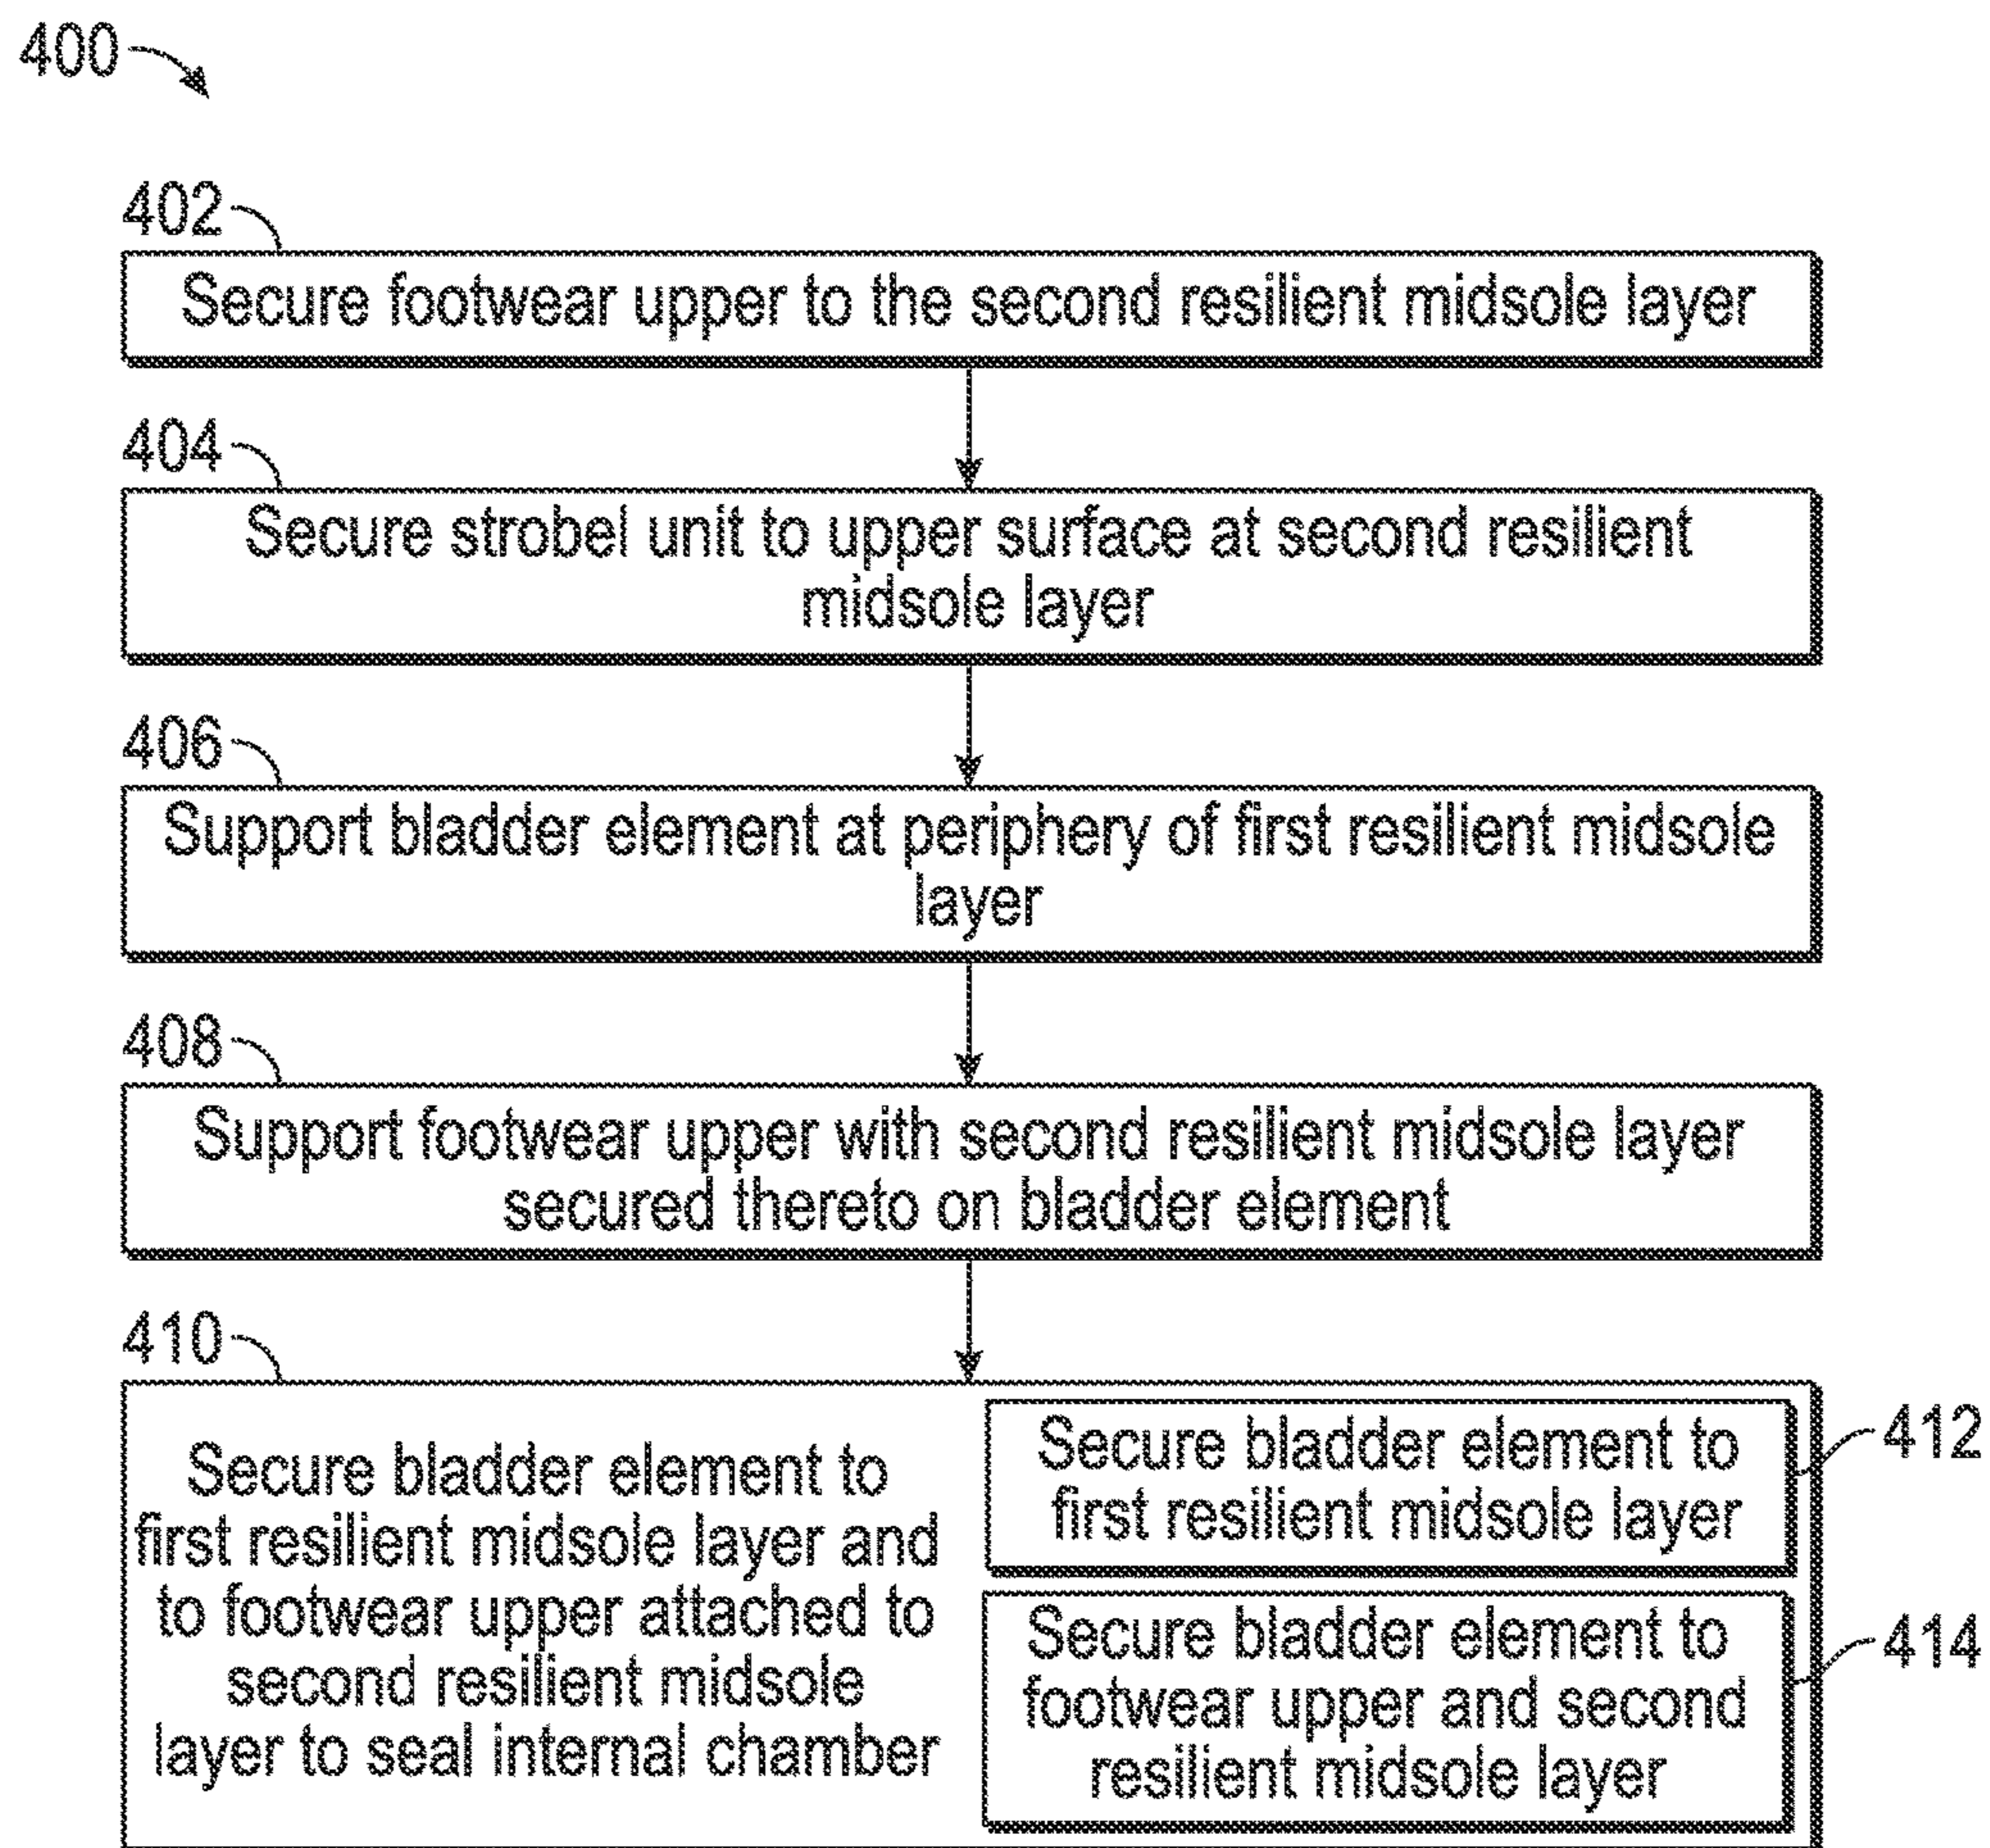 400
402
Secure footwear upper to the second resilient midsole layer
404
Secure strobel unit to upper surface at second resilient
midsole layer
406
Support bladder element at periphery of first resilient midsole
layer
408
Support footwear upper with second resilient midsole layer
secured thereto on bladder element
410
Secure bladder element to
first resilient midsole layer and
to footwear upper attached to
second resilient midsole
layer to seal internal chamber
Secure bladder element to
first resilient midsole layer
412
Secure bladder element to
footwear upper and second
resilient midsole layer
414